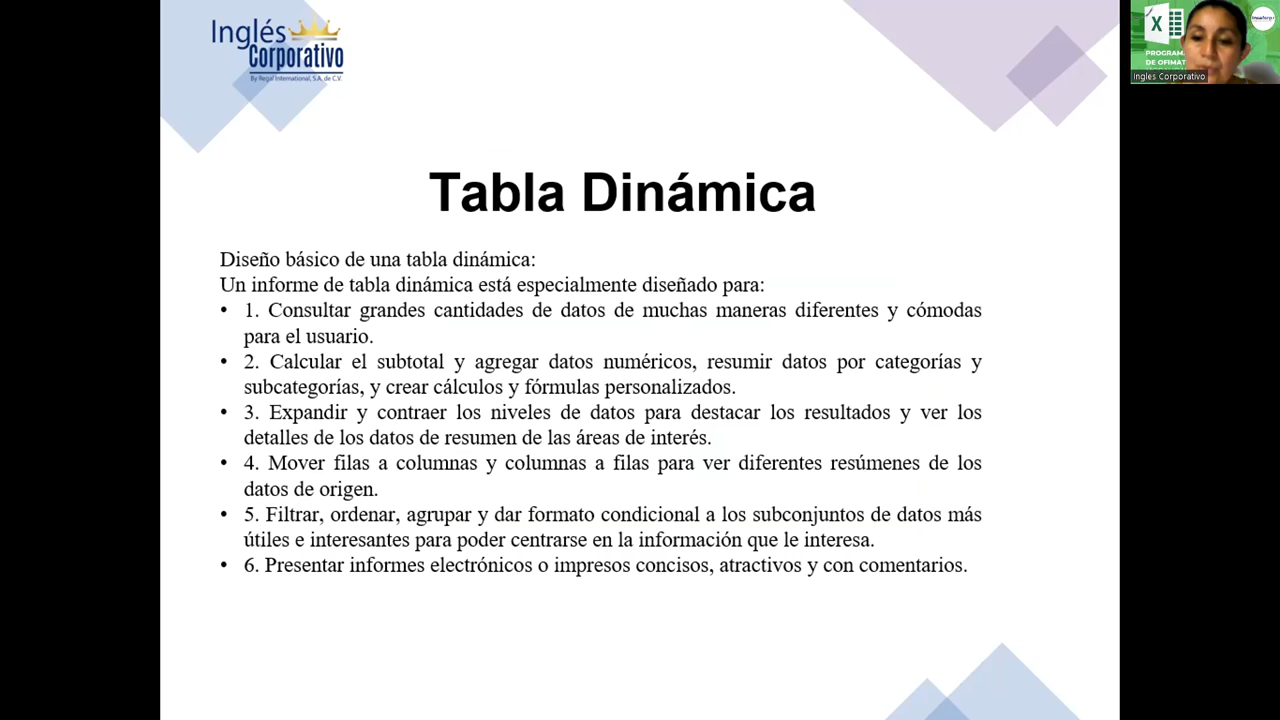 Inglés
Corporativo
By Regal International, S.A. de C.V.
PROGRAMA
DE OFIMAT
Ingles Corporativo
Tabla Dinámica
Diseño básico de una tabla dinámica:
Un informe de tabla dinámica está especialmente diseñado para:
• 1. Consultar grandes cantidades de datos de muchas maneras diferentes y cómodas
para el usuario.
• 2. Calcular el subtotal y agregar datos numéricos, resumir datos por categorías y
subcategorías, y crear cálculos y fórmulas personalizados.
• 3. Expandir y contraer los niveles de datos para destacar los resultados y ver los
detalles de los datos de resumen de las áreas de interés.
• 4. Mover filas a columnas y columnas a filas para ver diferentes resúmenes de los
datos de origen.
• 5. Filtrar, ordenar, agrupar y dar formato condicional a los subconjuntos de datos más
útiles e interesantes para poder centrarse en la información que le interesa.
• 6. Presentar informes electrónicos o impresos concisos, atractivos y con comentarios.